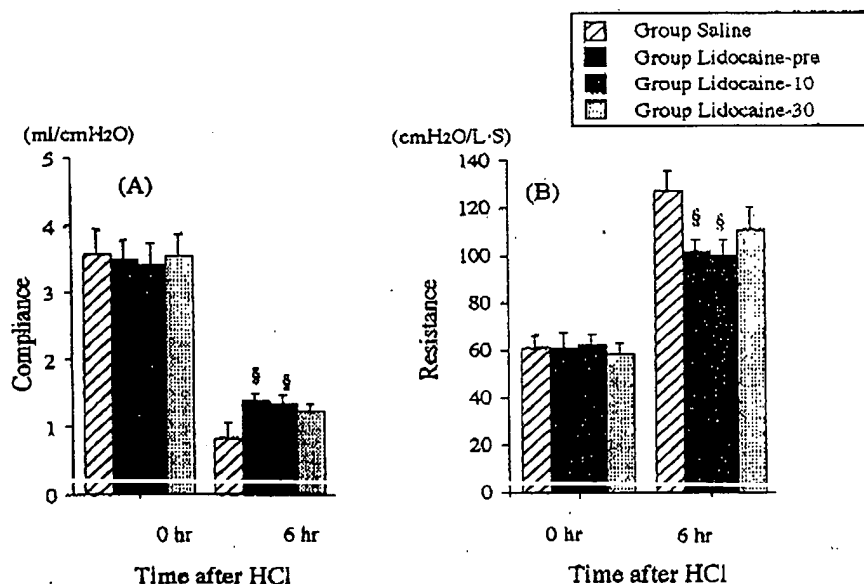 Group Saline
Group Lidocaine-pre
Group Lidocaine-10
Group Lidocaine-30
(ml/cmH2O)
(A)
5
4
3
2
1
0
Compliance
§ §
0 hr 6 hr
Time after HCl
(cmH2O/L·S)
(B)
140
120
100
80
60
40
20
0
Resistance
§ §
0 hr 6 hr
Time after HCl